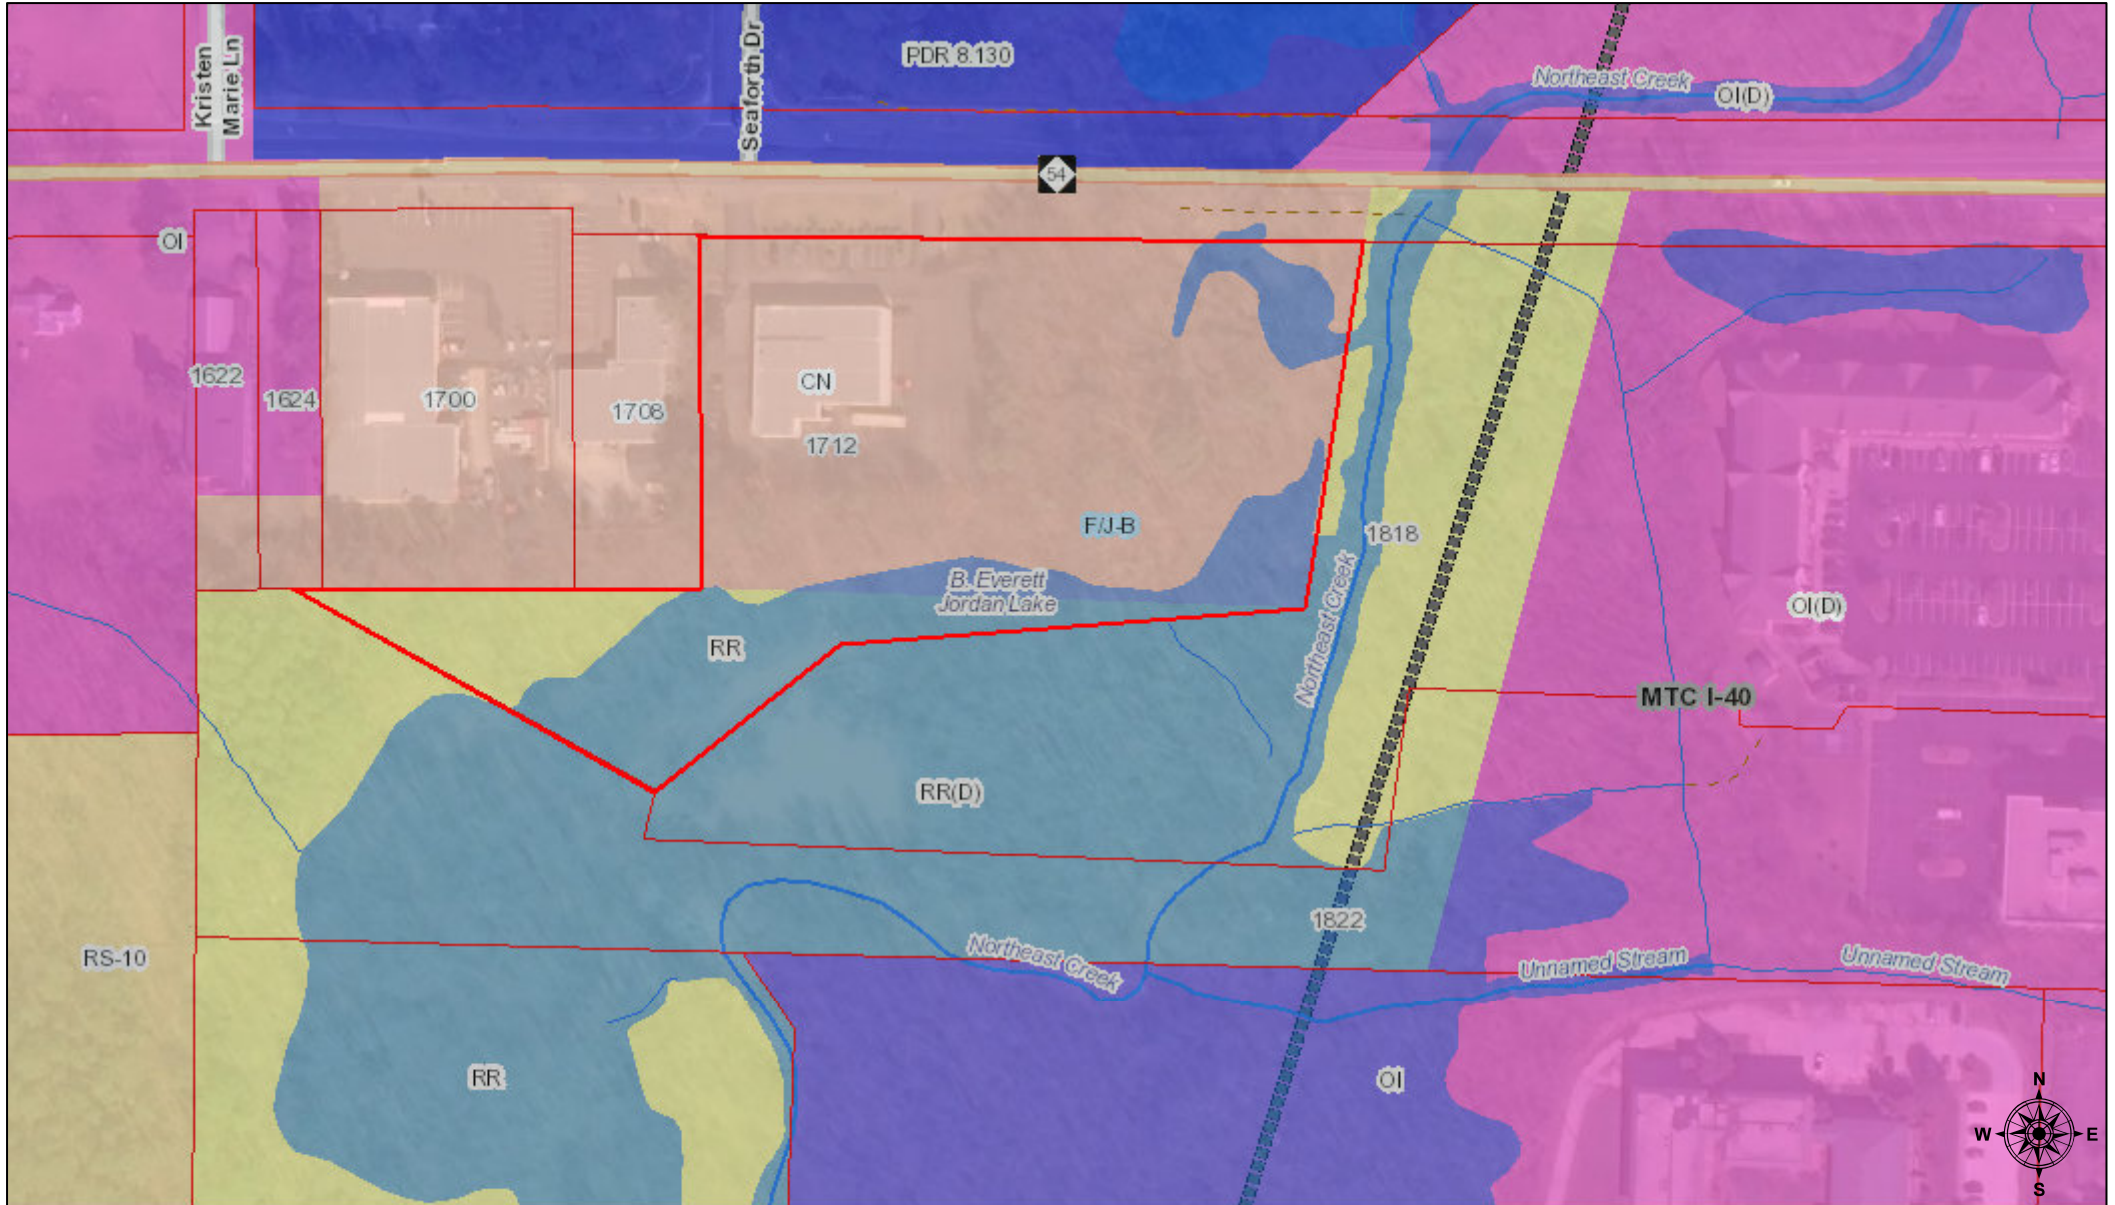 Kristen
Marie Ln
Seaforth Dr
PDR 8.130
Northeast Creek
OI(D)
54
OI
1622
1624
1700
1708
CN
1712
F/J-B
1818
B. Everett
Jordan Lake
Northeast Creek
OI(D)
RR
MTC I-40
RR(D)
1822
RS-10
Northeast Creek
Unnamed Stream
Unnamed Stream
RR
OI
N
W
E
S